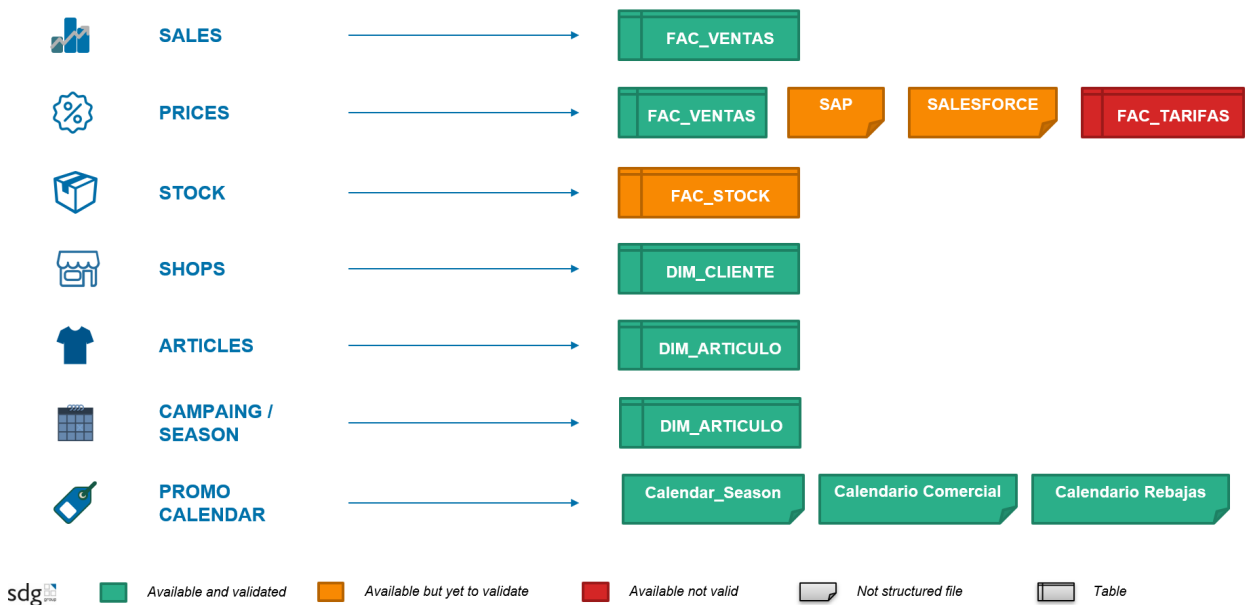 SALES
FAC_VENTAS
PRICES
FAC_VENTAS
SAP
SALESFORCE
FAC_TARIFAS
STOCK
FAC_STOCK
SHOPS
DIM_CLIENTE
ARTICLES
DIM_ARTICULO
CAMPAING /
SEASON
DIM_ARTICULO
PROMO
CALENDAR
Calendar_Season
Calendario Comercial
Calendario Rebajas
sdg group
Available and validated
Available but yet to validate
Available not valid
Not structured file
Table